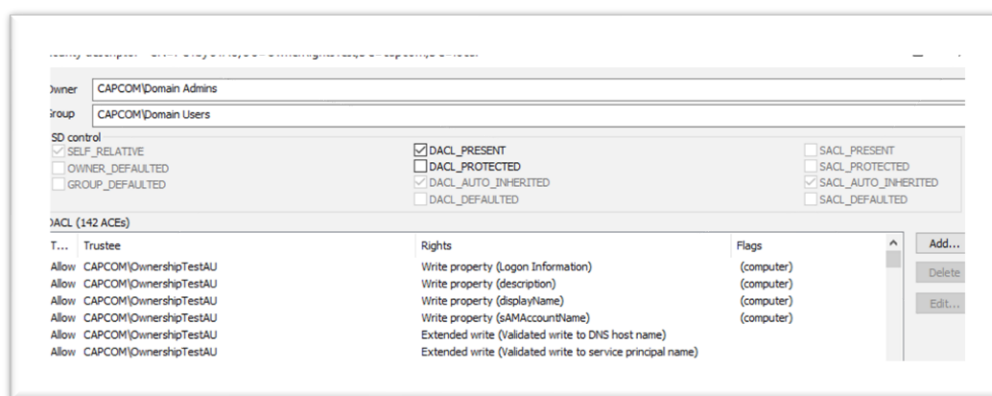 Owner CAPCOM\Domain Admins
Group CAPCOM\Domain Users
SD control
SELF_RELATIVE DACL_PRESENT SACL_PRESENT
OWNER_DEFAULTED DACL_PROTECTED SACL_PROTECTED
GROUP_DEFAULTED DACL_AUTO_INHERITED SACL_AUTO_INHERITED
DACL_DEFAULTED SACL_DEFAULTED
DACL (142 ACEs)
T... Trustee Rights Flags Add...
Allow CAPCOM\OwnershipTestAU Write property (Logon Information) (computer)
Delete
Allow CAPCOM\OwnershipTestAU Write property (description) (computer)
Allow CAPCOM\OwnershipTestAU Write property (displayName) (computer)
Edit...
Allow CAPCOM\OwnershipTestAU Write property (sAMAccountName) (computer)
Allow CAPCOM\OwnershipTestAU Extended write (Validated write to DNS host name)
Allow CAPCOM\OwnershipTestAU Extended write (Validated write to service principal name)